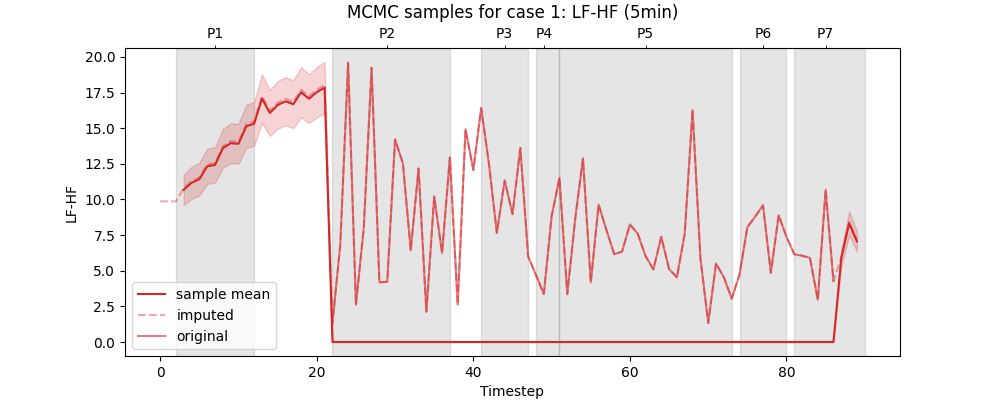 MCMC samples for case 1: LF-HF (5min)
P1 P2 P3 P4 P5 P6 P7
20.0
17.5
15.0
12.5
10.0
7.5
5.0
2.5
0.0
LF-HF
sample mean
imputed
original
0 20 40 60 80
Timestep